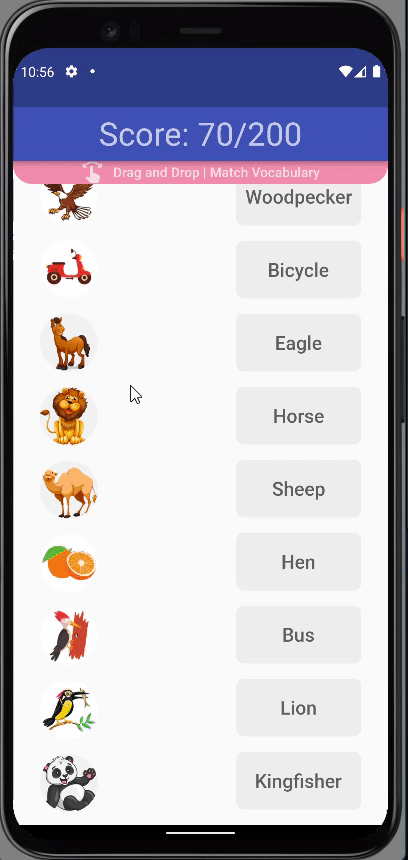 10:56
Score: 70/200
Drag and Drop | Match Vocabulary
Woodpecker
Bicycle
Eagle
Horse
Sheep
Hen
Bus
Lion
Kingfisher